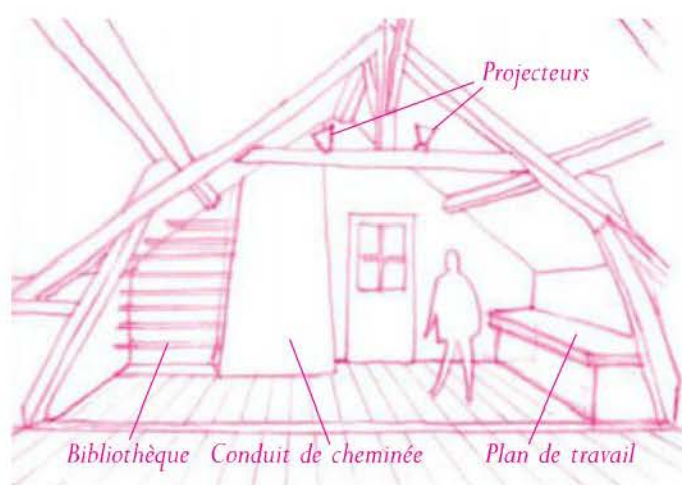 Projecteurs
Bibliothèque
Conduit de cheminée
Plan de travail